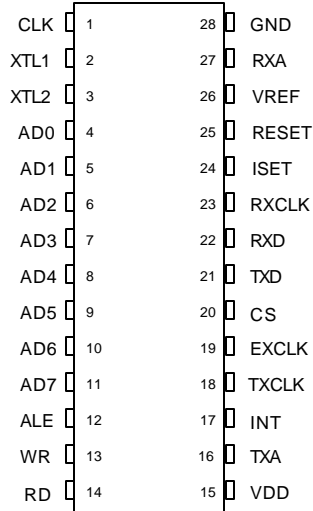 CLK 1 28 GND
XTL1 2 27 RXA
XTL2 3 26 VREF
AD0 4 25 RESET
AD1 5 24 ISET
AD2 6 23 RXCLK
AD3 7 22 RXD
AD4 8 21 TXD
AD5 9 20 CS
AD6 10 19 EXCLK
AD7 11 18 TXCLK
ALE 12 17 INT
WR 13 16 TXA
RD 14 15 VDD